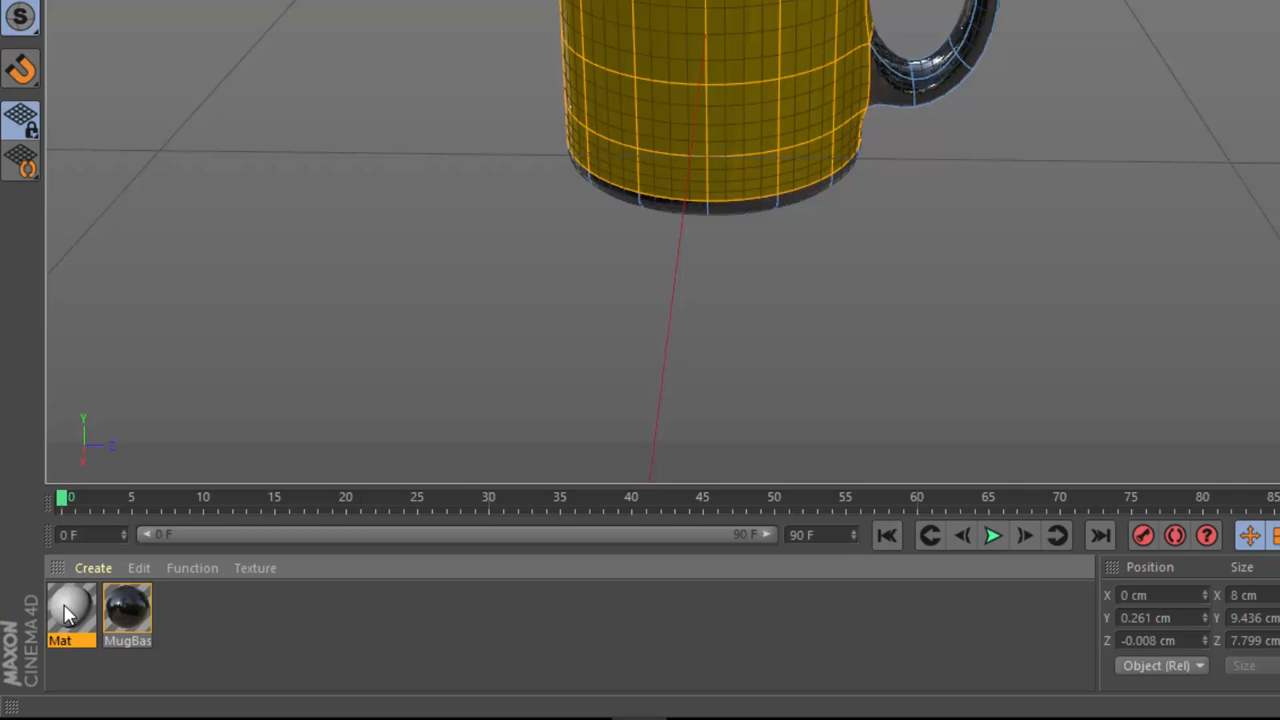 S
Y
Z
X
0 5 10 15 20 25 30 35 40 45 50 55 60 65 70 75 80 85
0 F 0 F 90 F 90 F
?
Create Edit Function Texture
Position Size
X 0 cm X 8 cm
Y 0.261 cm Y 9.436 cm
Z -0.008 cm Z 7.799 cm
Object (Rel) Size
Mat MugBas
MAXON
CINEMA4D